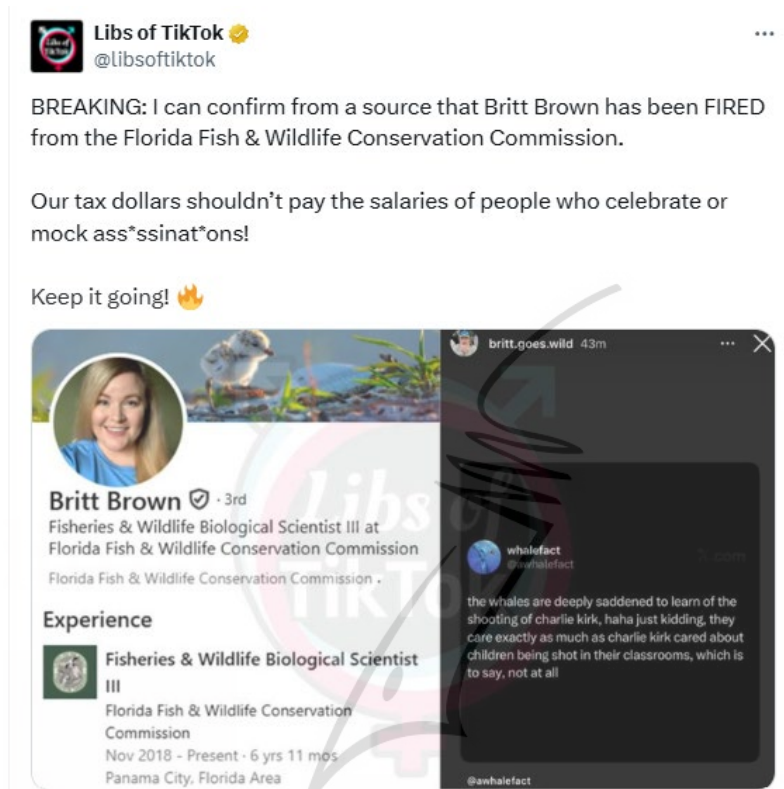 Libs of TikTok
@libsoftiktok
BREAKING: I can confirm from a source that Britt Brown has been FIRED
from the Florida Fish & Wildlife Conservation Commission.
Our tax dollars shouldn’t pay the salaries of people who celebrate or
mock ass*ssinat*ons!
Keep it going! 🔥
Britt Brown · 3rd
Fisheries & Wildlife Biological Scientist III at
Florida Fish & Wildlife Conservation Commission
Florida Fish & Wildlife Conservation Commission ·
Experience
Fisheries & Wildlife Biological Scientist
III
Florida Fish & Wildlife Conservation
Commission
Nov 2018 - Present · 6 yrs 11 mos
Panama City, Florida Area
britt.goes.wild 43m
whalefact
@awhalefact
the whales are deeply saddened to learn of the
shooting of charlie kirk, haha just kidding, they
care exactly as much as charlie kirk cared about
children being shot in their classrooms, which is
to say, not at all
@awhalefact
Libs of
TikTok